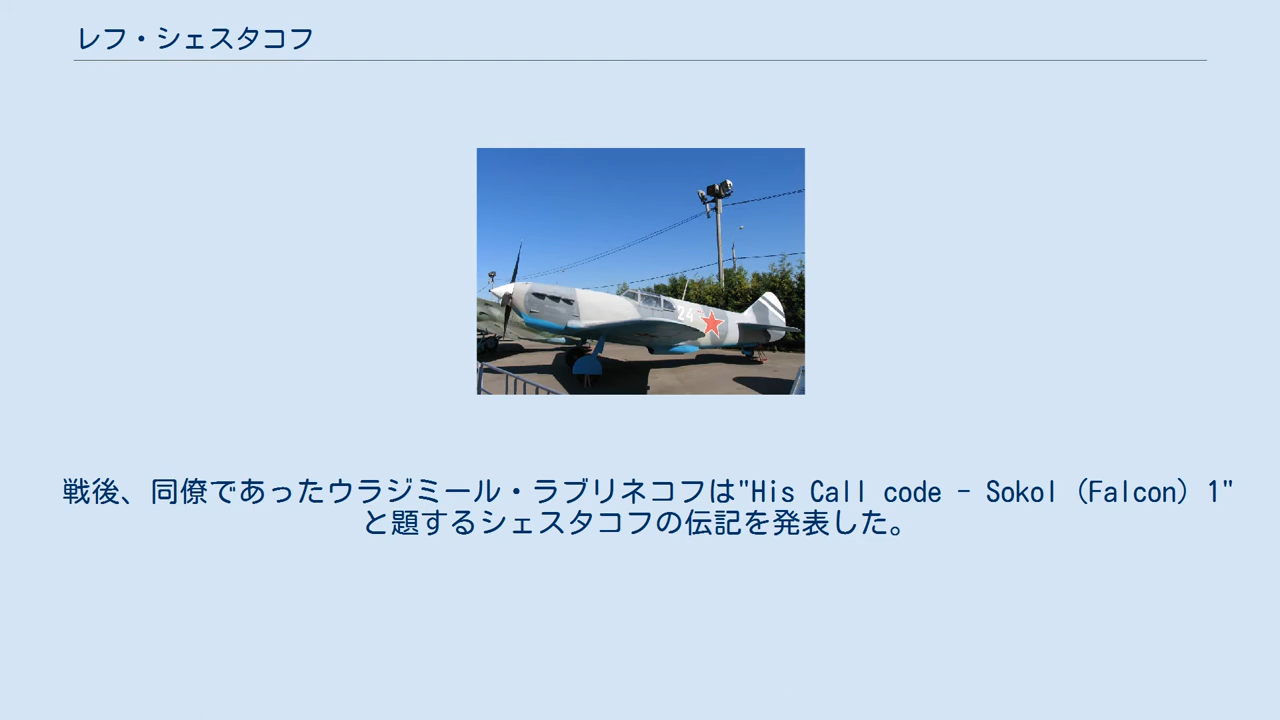 レフ・シェスタコフ
24
戦後、同僚であったウラジミール・ラブリネコフは"His Call code - Sokol (Falcon) 1"
と題するシェスタコフの伝記を発表した。